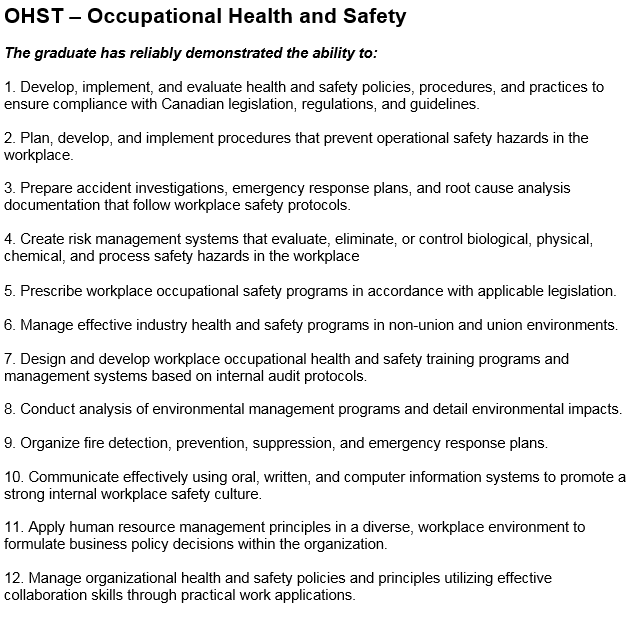 OHST – Occupational Health and Safety
The graduate has reliably demonstrated the ability to:
1. Develop, implement, and evaluate health and safety policies, procedures, and practices to
ensure compliance with Canadian legislation, regulations, and guidelines.
2. Plan, develop, and implement procedures that prevent operational safety hazards in the
workplace.
3. Prepare accident investigations, emergency response plans, and root cause analysis
documentation that follow workplace safety protocols.
4. Create risk management systems that evaluate, eliminate, or control biological, physical,
chemical, and process safety hazards in the workplace
5. Prescribe workplace occupational safety programs in accordance with applicable legislation.
6. Manage effective industry health and safety programs in non-union and union environments.
7. Design and develop workplace occupational health and safety training programs and
management systems based on internal audit protocols.
8. Conduct analysis of environmental management programs and detail environmental impacts.
9. Organize fire detection, prevention, suppression, and emergency response plans.
10. Communicate effectively using oral, written, and computer information systems to promote a
strong internal workplace safety culture.
11. Apply human resource management principles in a diverse, workplace environment to
formulate business policy decisions within the organization.
12. Manage organizational health and safety policies and principles utilizing effective
collaboration skills through practical work applications.